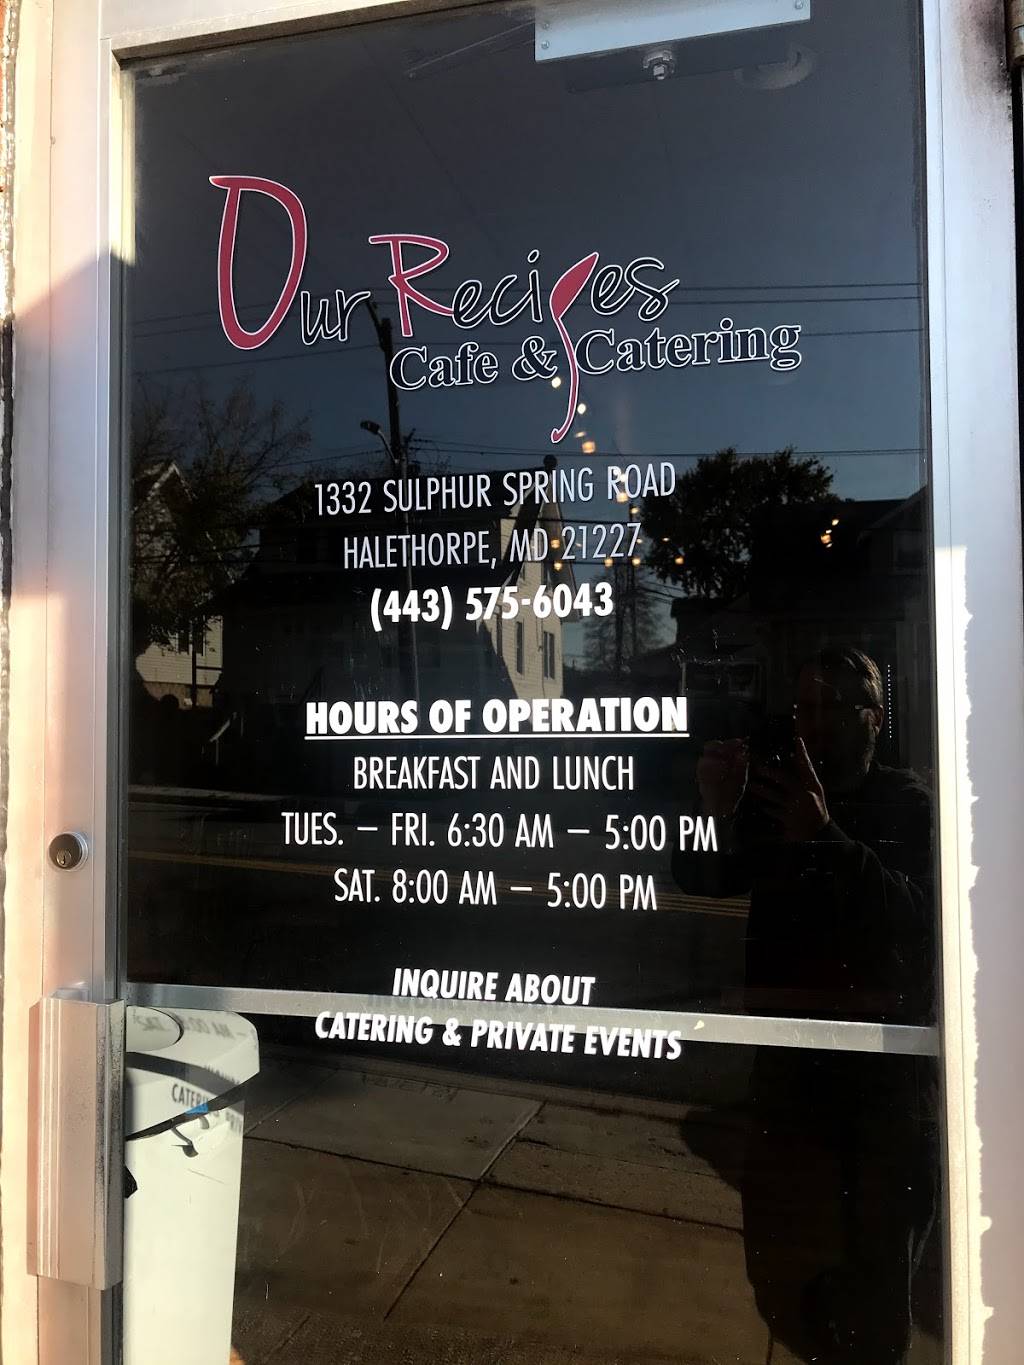 Our Recipes
Cafe & Catering
1332 SULPHUR SPRING ROAD
HALETHORPE, MD 21227
(443) 575-6043
HOURS OF OPERATION
BREAKFAST AND LUNCH
TUES. – FRI. 6:30 AM – 5:00 PM
SAT. 8:00 AM – 5:00 PM
INQUIRE ABOUT
CATERING & PRIVATE EVENTS